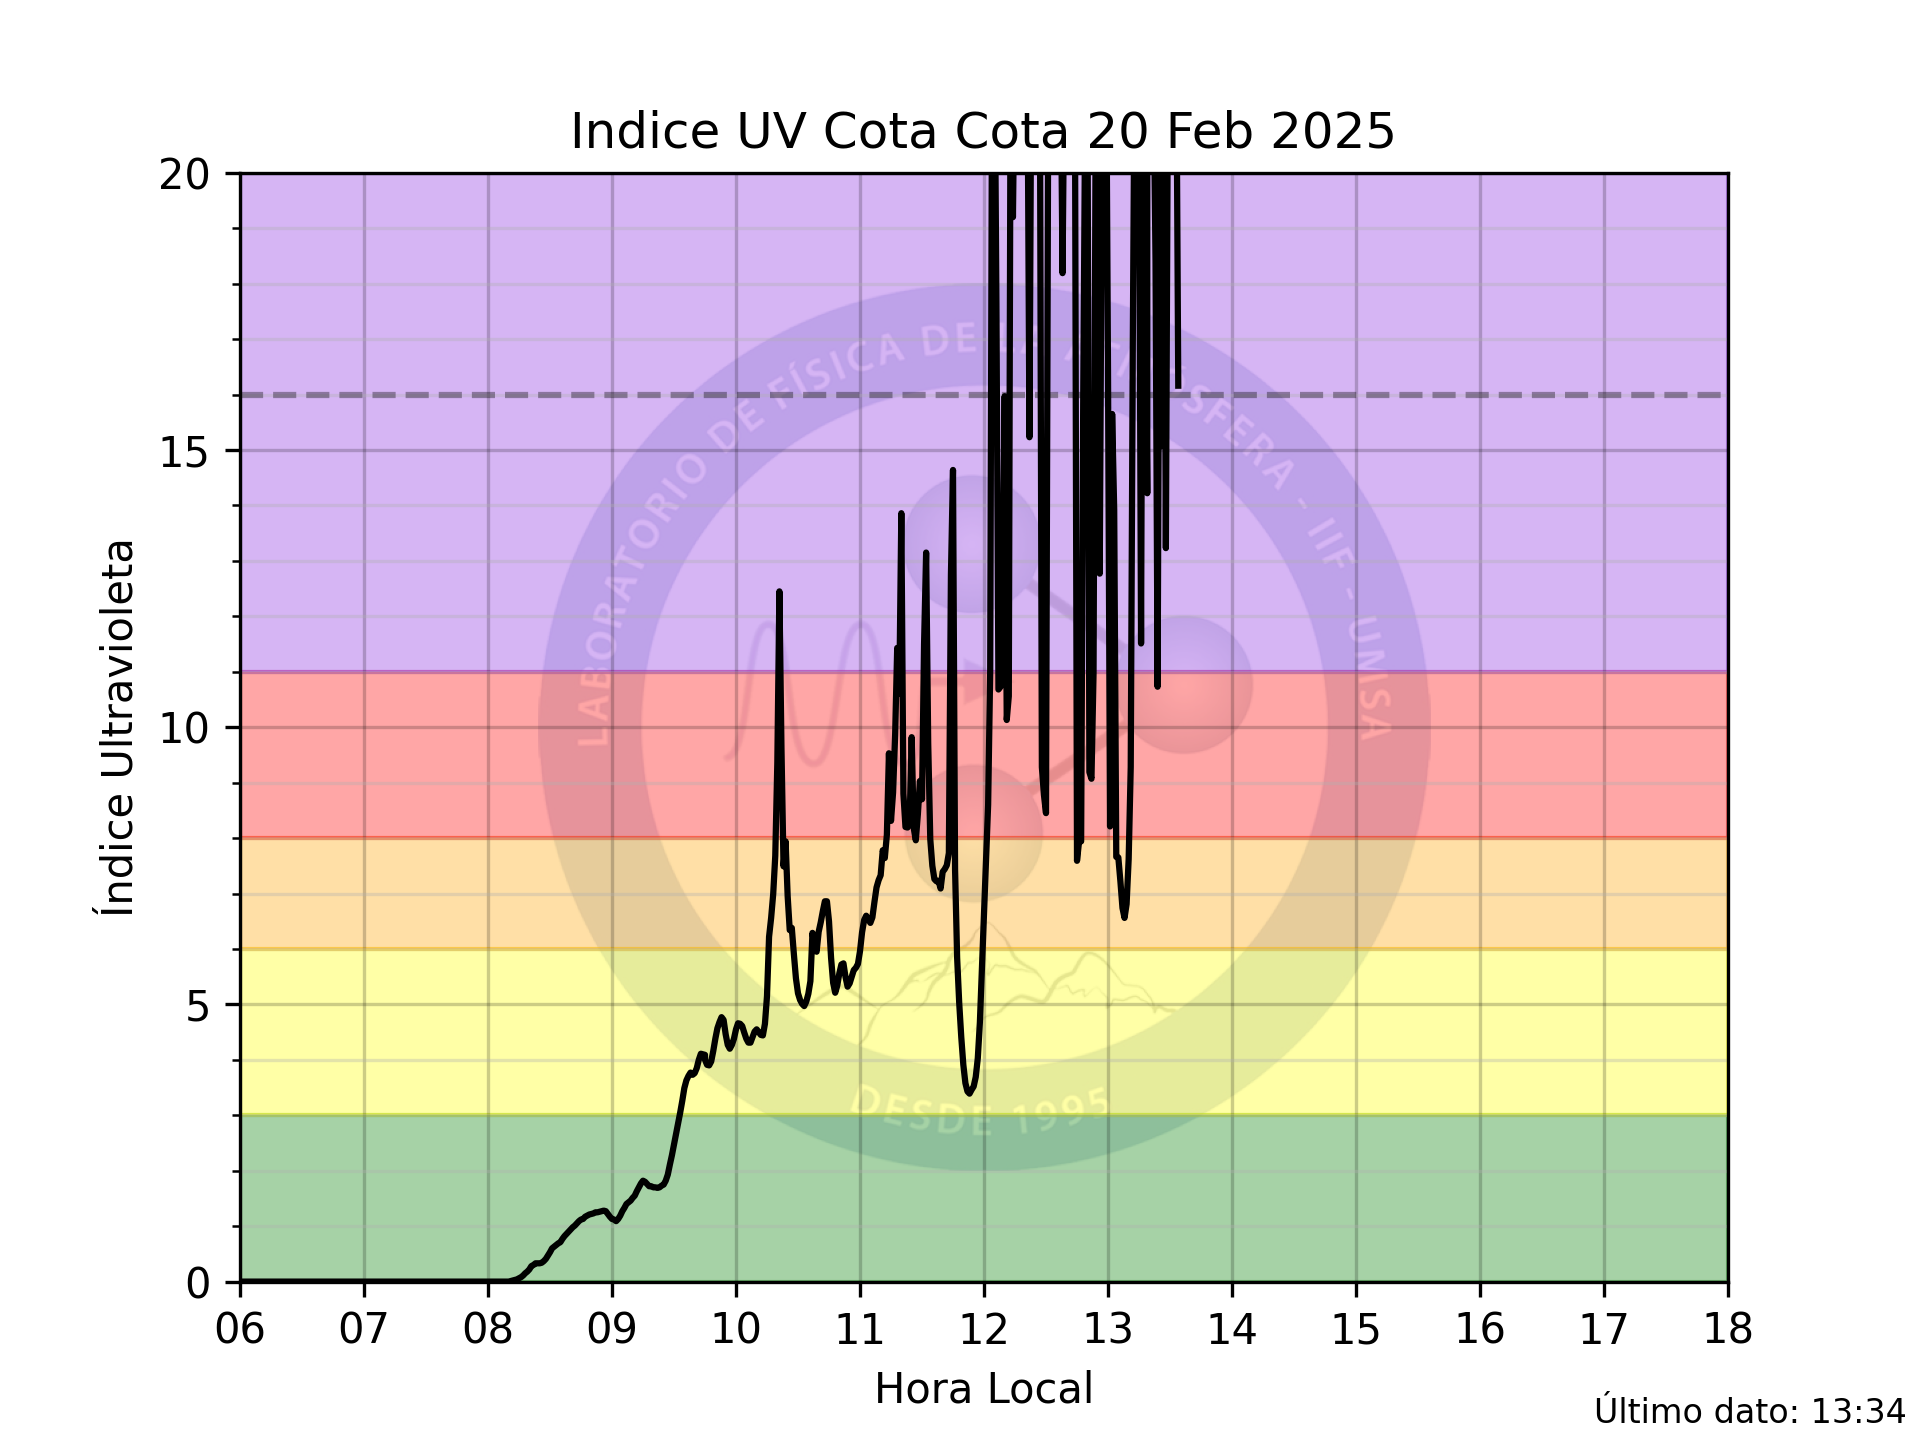 Indice UV Cota Cota 20 Feb 2025
20
15
10
5
0
Índice Ultravioleta
LABORATORIO DE FÍSICA DE LA ATMÓSFERA - IIF - UMSA
DESDE 1995
06 07 08 09 10 11 12 13 14 15 16 17 18
Hora Local
Último dato: 13:34